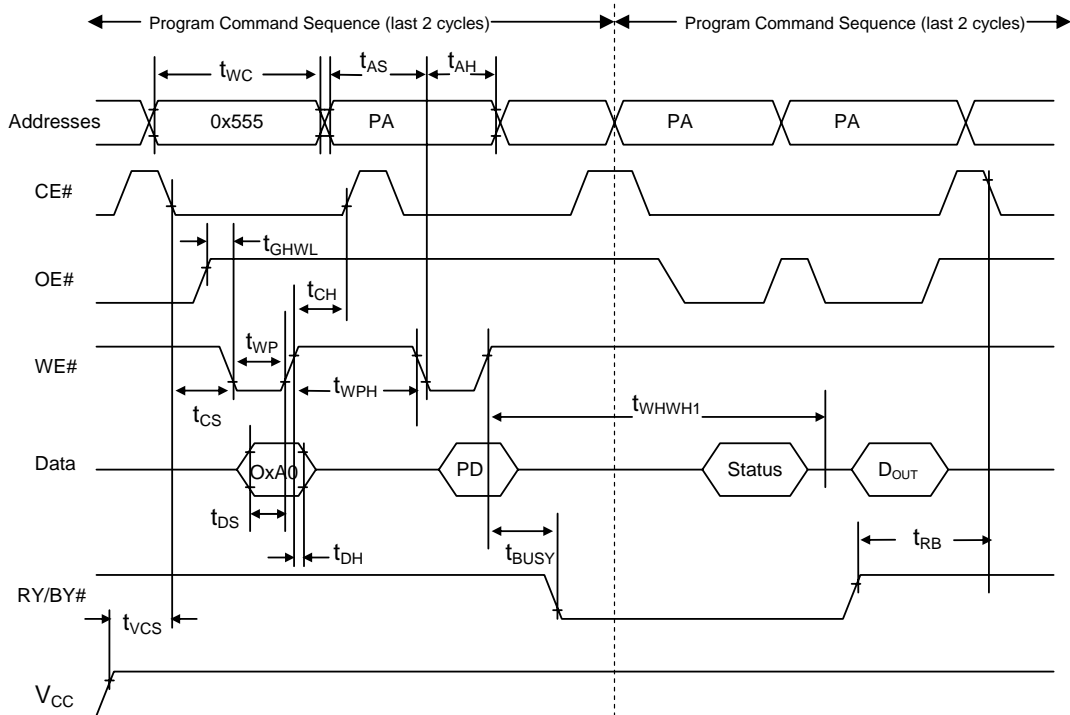 Program Command Sequence (last 2 cycles) Program Command Sequence (last 2 cycles)
tWC tAS tAH
Addresses 0x555 PA PA PA
CE#
tGHWL
OE#
tCH
tWP
WE#
tWPH
tCS tWHWH1
Data OxA0 PD Status DOUT
tDS
tDH tBUSY tRB
RY/BY#
tVCS
VCC